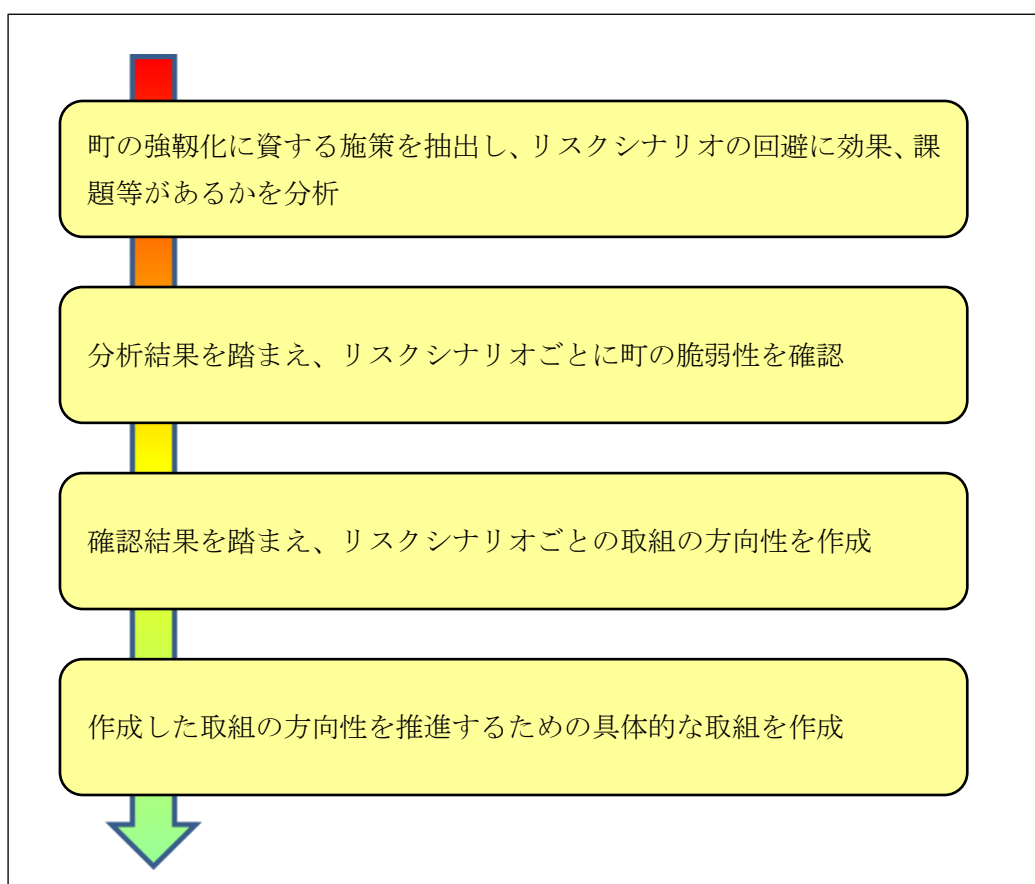 町の強靱化に資する施策を抽出し、リスクシナリオの回避に効果、課
題等があるかを分析
分析結果を踏まえ、リスクシナリオごとに町の脆弱性を確認
確認結果を踏まえ、リスクシナリオごとの取組の方向性を作成
作成した取組の方向性を推進するための具体的な取組を作成